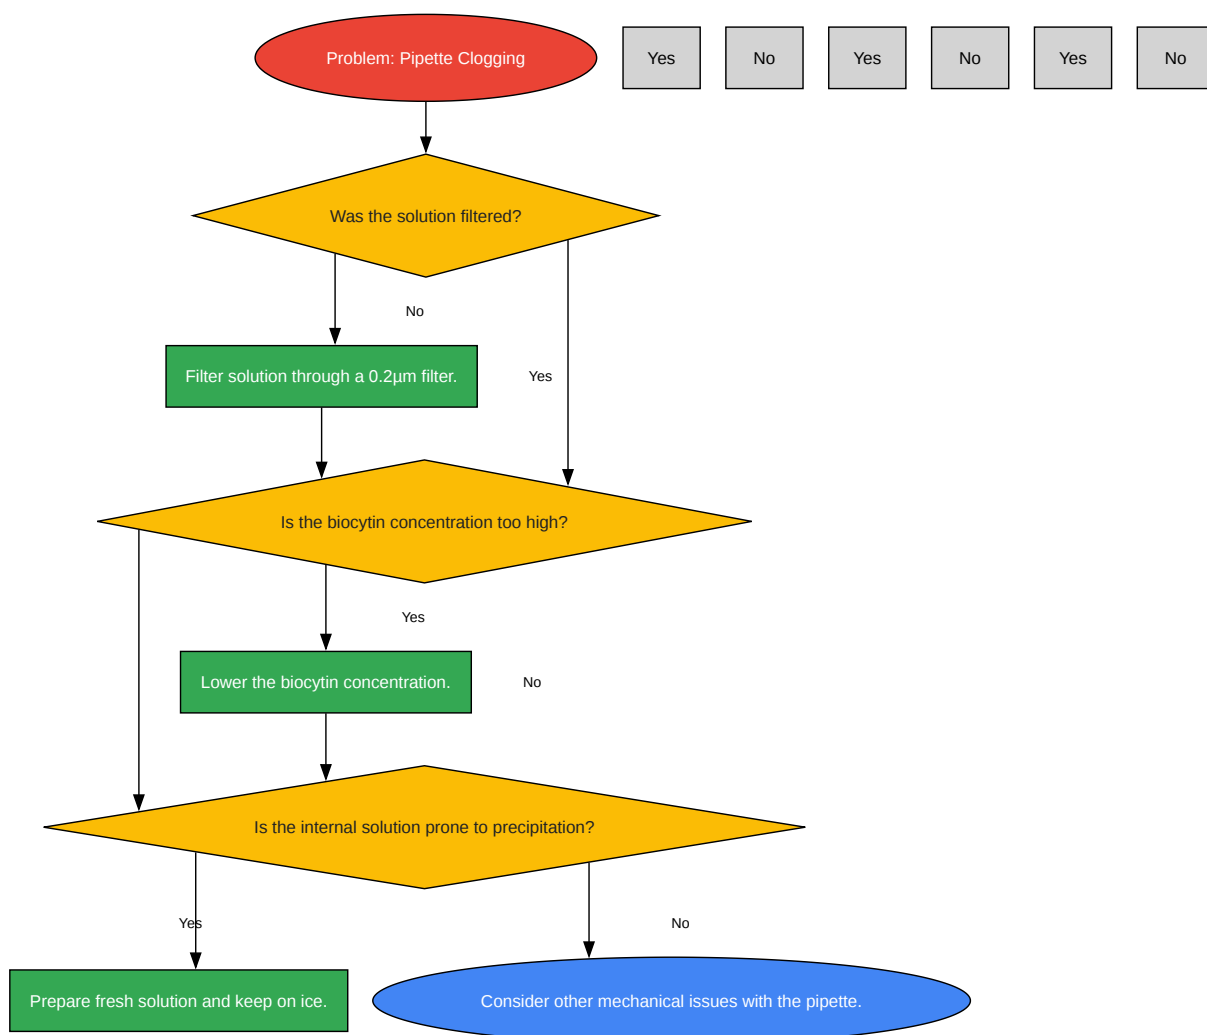 Problem: Pipette Clogging
Yes
No
Yes
No
Yes
No
Was the solution filtered?
No
Filter solution through a 0.2µm filter.
Yes
Is the biocytin concentration too high?
Yes
Lower the biocytin concentration.
No
Is the internal solution prone to precipitation?
Yes
No
Prepare fresh solution and keep on ice.
Consider other mechanical issues with the pipette.